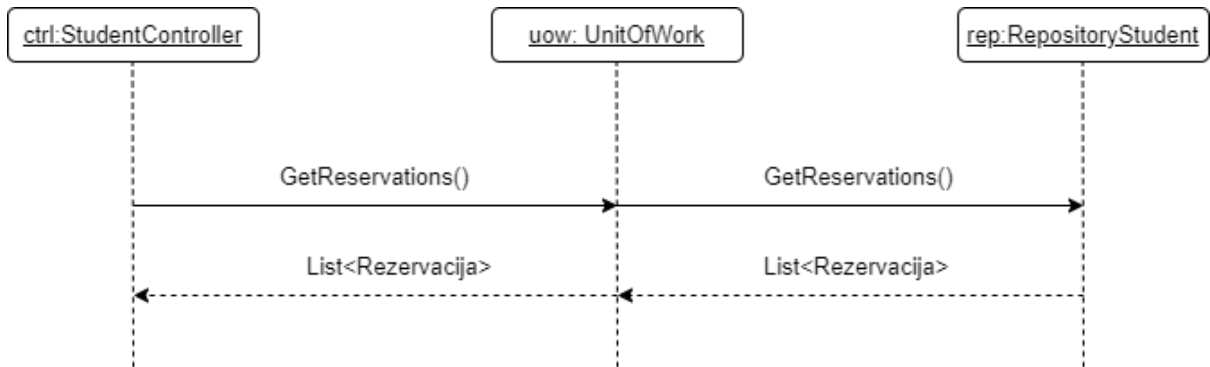 ctrl:StudentController
uow: UnitOfWork
rep:RepositoryStudent
GetReservations()
GetReservations()
List<Rezervacija>
List<Rezervacija>